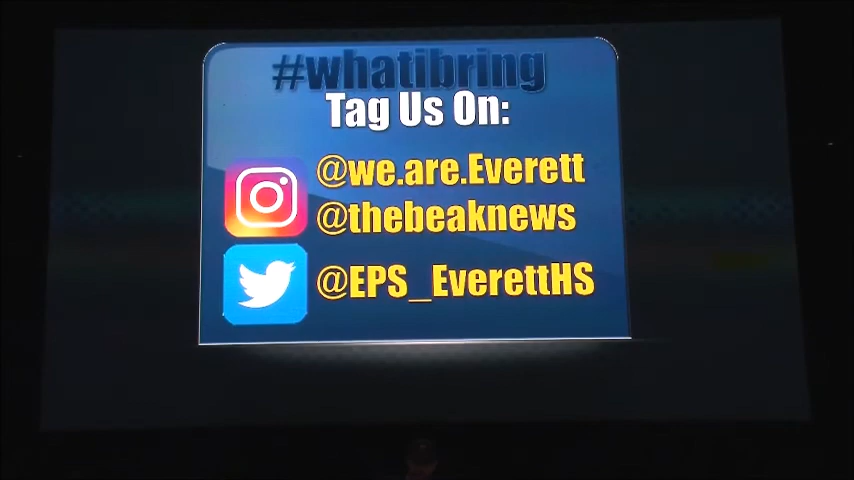 #whatibring
Tag Us On:
@we.are.Everett
@thebeaknews
@EPS_EverettHS